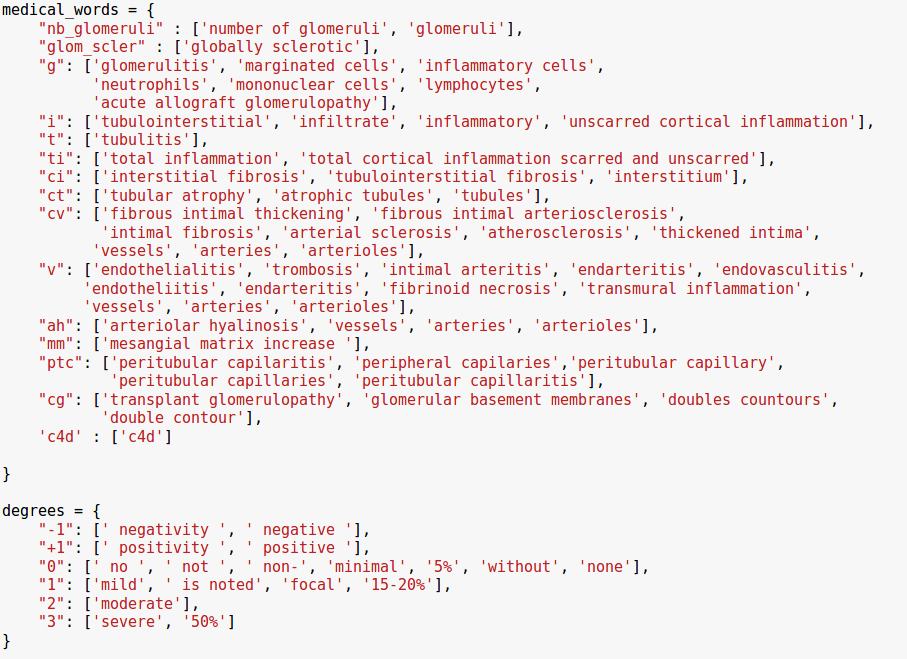 medical_words = {
    "nb_glomeruli" : ['number of glomeruli', 'glomeruli'],
    "glom_scler" : ['globally sclerotic'],
    "g": ['glomerulitis', 'marginated cells', 'inflammatory cells',
          'neutrophils', 'mononuclear cells', 'lymphocytes',
          'acute allograft glomerulopathy'],
    "i": ['tubulointerstitial', 'infiltrate', 'inflammatory', 'unscarred cortical inflammation'],
    "t": ['tubulitis'],
    "ti": ['total inflammation', 'total cortical inflammation scarred and unscarred'],
    "ci": ['interstitial fibrosis', 'tubulointerstitial fibrosis', 'interstitium'],
    "ct": ['tubular atrophy', 'atrophic tubules', 'tubules'],
    "cv": ['fibrous intimal thickening', 'fibrous intimal arteriosclerosis',
           'intimal fibrosis', 'arterial sclerosis', 'atherosclerosis', 'thickened intima',
          'vessels', 'arteries', 'arterioles'],
    "v": ['endothelialitis', 'trombosis', 'intimal arteritis', 'endarteritis', 'endovasculitis',
         'endotheliitis', 'endarteritis', 'fibrinoid necrosis', 'transmural inflammation',
         'vessels', 'arteries', 'arterioles'],
    "ah": ['arteriolar hyalinosis', 'vessels', 'arteries', 'arterioles'],
    "mm": ['mesangial matrix increase '],
    "ptc": ['peritubular capilaritis', 'peripheral capilaries','peritubular capillary',
            'peritubular capillaries', 'peritubular capillaritis'],
    "cg": ['transplant glomerulopathy', 'glomerular basement membranes', 'doubles countours',
           'double contour'],
    'c4d' : ['c4d']

}

degrees = {
    "-1": [' negativity ', ' negative '],
    "+1": [' positivity ', ' positive '],
    "0": [' no ', ' not ', ' non-', 'minimal', '5%', 'without', 'none'],
    "1": ['mild', ' is noted', 'focal', '15-20%'],
    "2": ['moderate'],
    "3": ['severe', '50%']
}